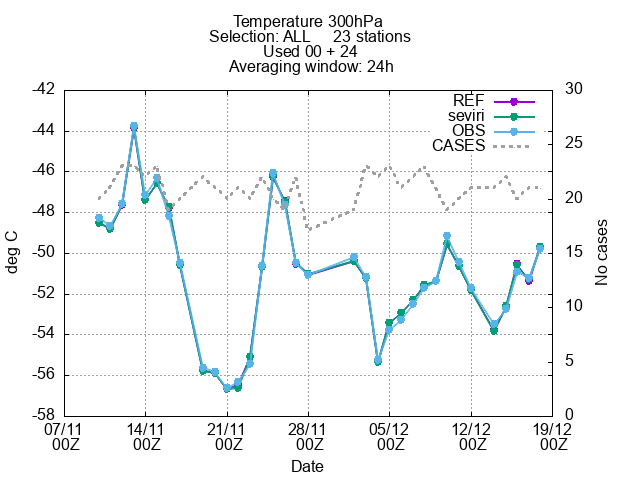 Temperature 300hPa
Selection: ALL 23 stations
Used 00 + 24
Averaging window: 24h
-42
-44
-46
-48
-50
-52
-54
-56
-58
deg C
30
25
20
15
10
5
0
No cases
REF
seviri
OBS
CASES
07/11 14/11 21/11 28/11 05/12 12/12 19/12
00Z 00Z 00Z 00Z 00Z 00Z 00Z
Date